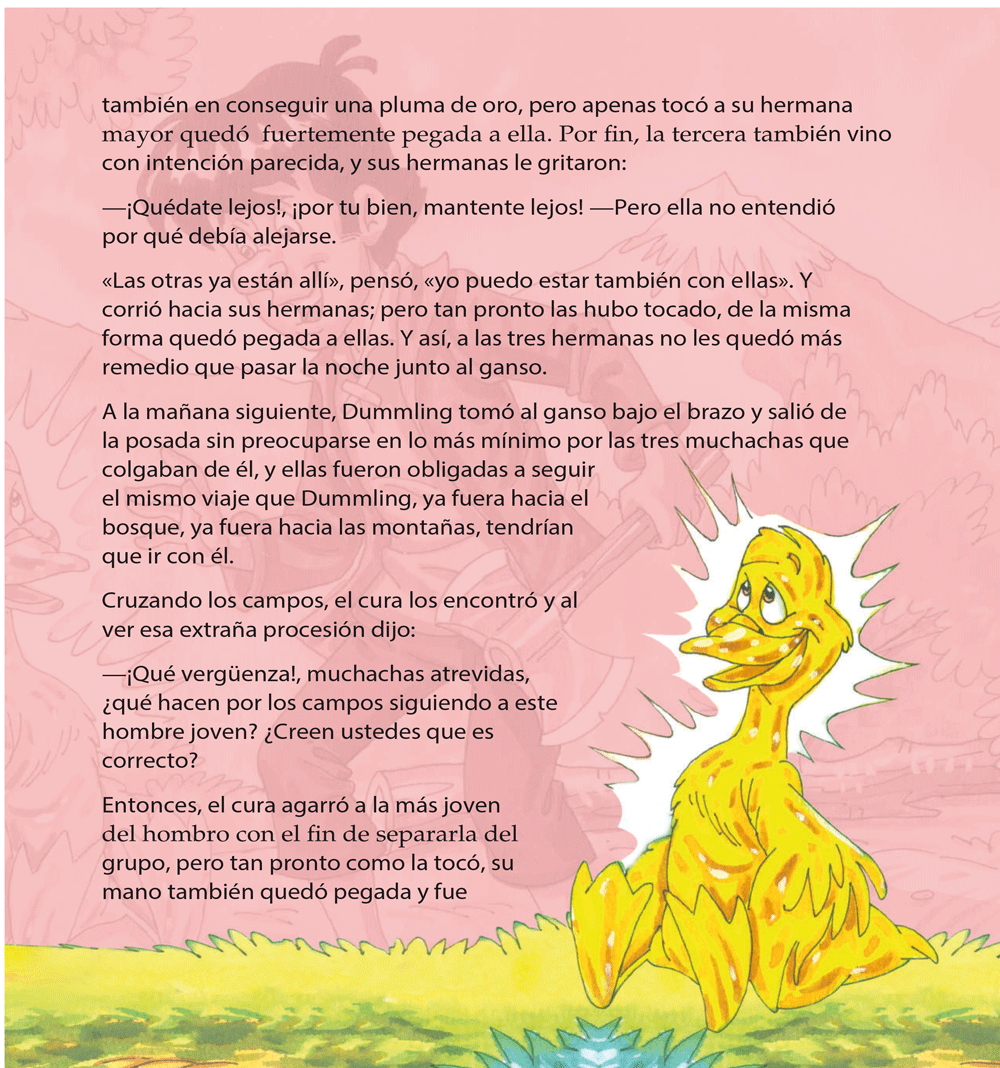 también en conseguir una pluma de oro, pero apenas tocó a su hermana
mayor quedó fuertemente pegada a ella. Por fin, la tercera también vino
con intención parecida, y sus hermanas le gritaron:
—¡Quédate lejos!, ¡por tu bien, mantente lejos! —Pero ella no entendió
por qué debía alejarse.
«Las otras ya están allí», pensó, «yo puedo estar también con ellas». Y
corrió hacia sus hermanas; pero tan pronto las hubo tocado, de la misma
forma quedó pegada a ellas. Y así, a las tres hermanas no les quedó más
remedio que pasar la noche junto al ganso.
A la mañana siguiente, Dummling tomó al ganso bajo el brazo y salió de
la posada sin preocuparse en lo más mínimo por las tres muchachas que
colgaban de él, y ellas fueron obligadas a seguir
el mismo viaje que Dummling, ya fuera hacia el
bosque, ya fuera hacia las montañas, tendrían
que ir con él.
Cruzando los campos, el cura los encontró y al
ver esa extraña procesión dijo:
—¡Qué vergüenza!, muchachas atrevidas,
¿qué hacen por los campos siguiendo a este
hombre joven? ¿Creen ustedes que es
correcto?
Entonces, el cura agarró a la más joven
del hombro con el fin de separarla del
grupo, pero tan pronto como la tocó, su
mano también quedó pegada y fue